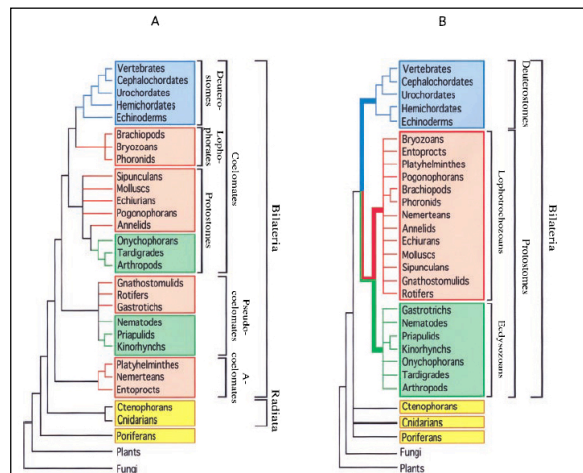 A
Vertebrates
Cephalochordates
Urochordates
Hemichordates
Echinoderms
Brachiopods
Bryozoans
Phoronids
Sipunculans
Molluscs
Echiurians
Pogonophorans
Annelids
Onychophorans
Tardigrades
Arthropods
Gnathostomulids
Rotifers
Gastrotichs
Nematodes
Priapulids
Kinorhynchs
Platyhelminthes
Nemerteans
Entoprocts
Ctenophorans
Cnidarians
Poriferans
Plants
Fungi
Deutero-
stomes
Lopho-
phorates
Protostomes
Pseudo-
coelomates
A-
coelomates
Coelomates
Bilateria
Radiata
B
Vertebrates
Cephalochordates
Urochordates
Hemichordates
Echinoderms
Bryozoans
Entoprocts
Platyhelminthes
Pogonophorans
Brachiopods
Phoronids
Nemerteans
Annelids
Echiurans
Molluscs
Sipunculans
Gnathostomulids
Rotifers
Gastrotrichs
Nematodes
Priapulids
Kinorhynchs
Onychophorans
Tardigrades
Arthropods
Ctenophorans
Cnidarians
Poriferans
Fungi
Plants
Deuterostomes
Lophotrochozoans
Ecdysozoans
Protostomes
Bilateria